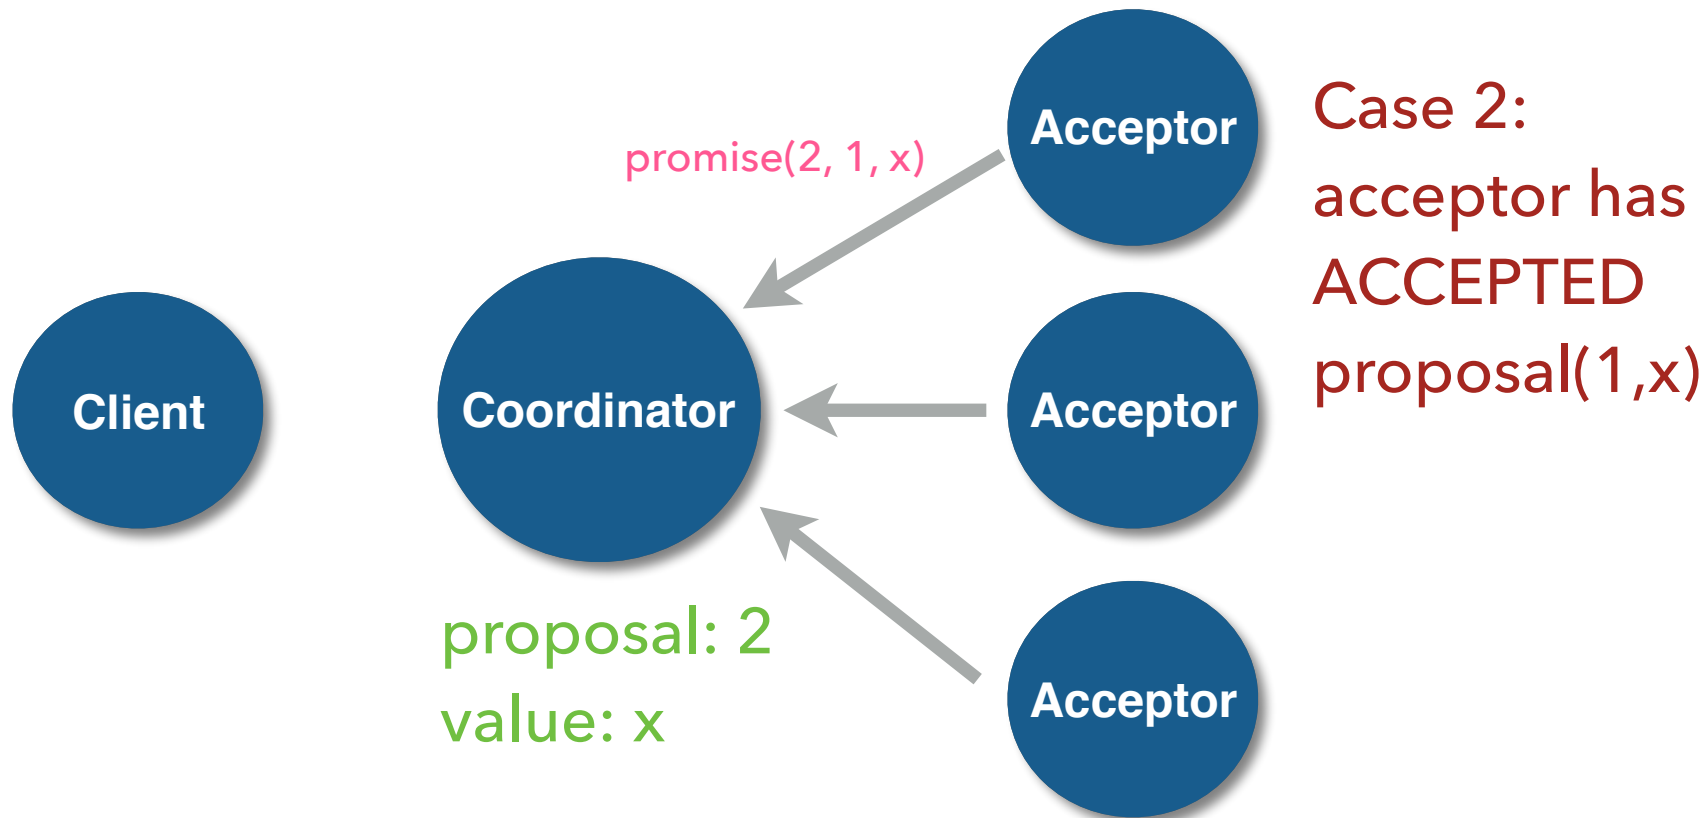 Acceptor
promise(2, 1, x)
Case 2:
acceptor has
ACCEPTED
proposal(1,x)
Client
Coordinator
Acceptor
proposal: 2
value: x
Acceptor